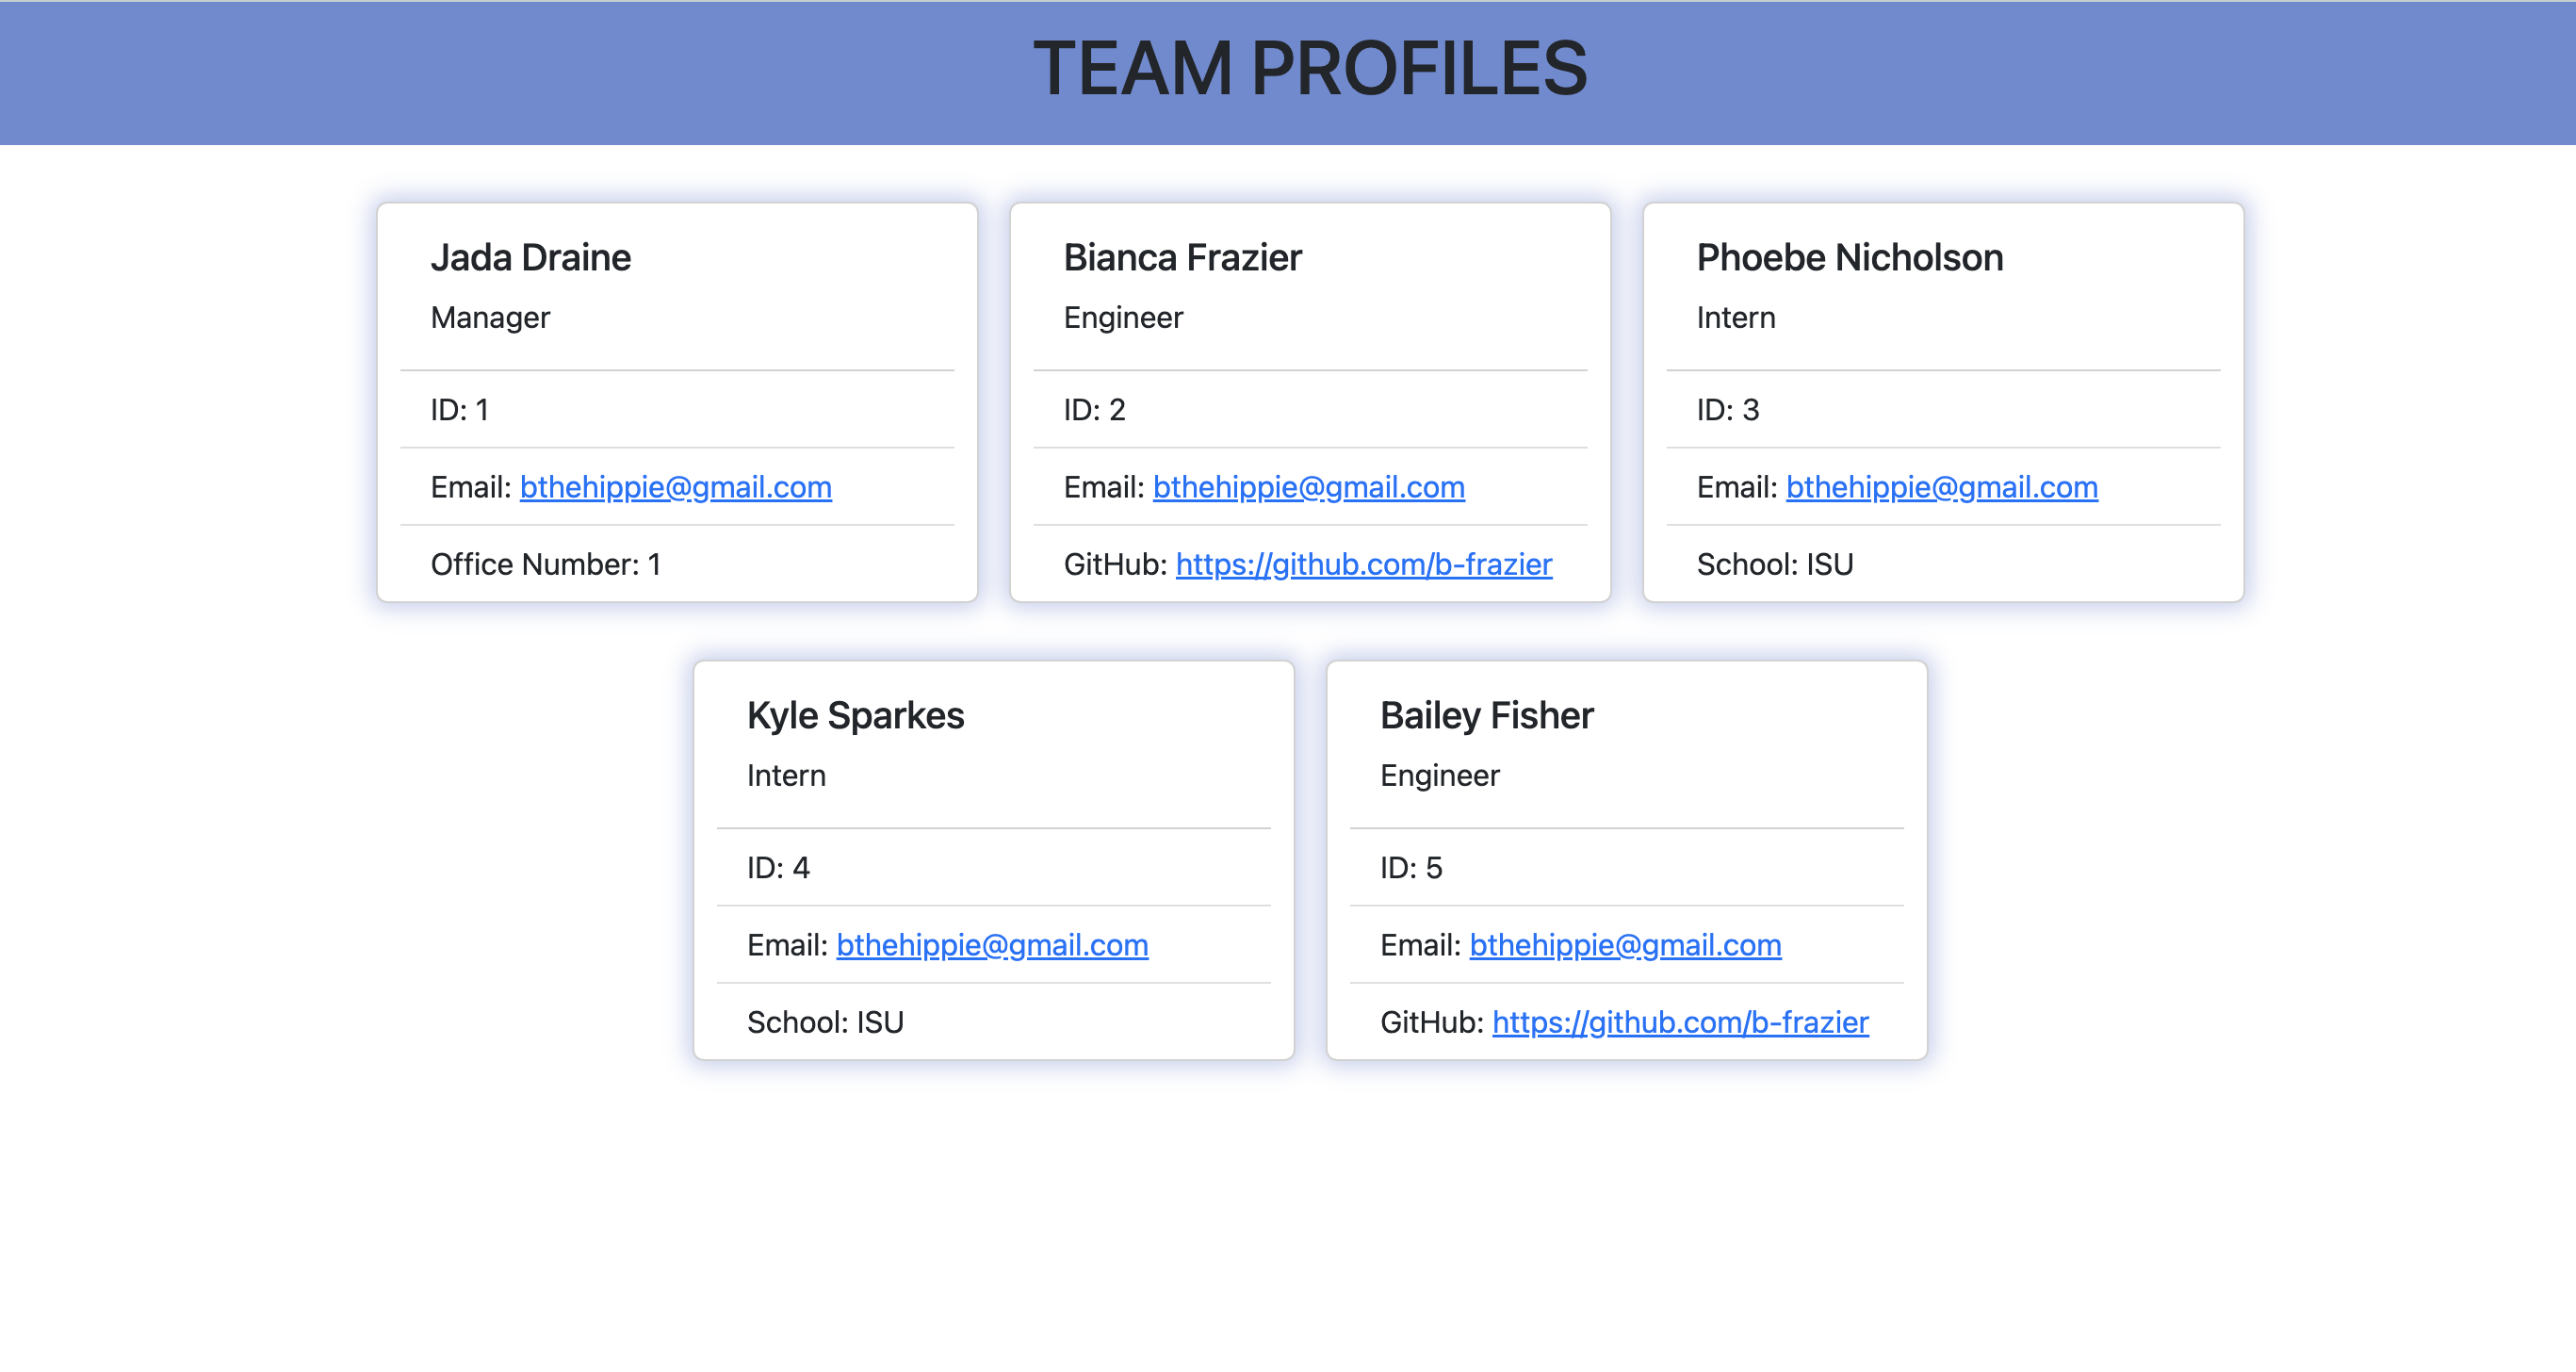 TEAM PROFILES
Jada Draine
Manager
ID: 1
Email: bthehippie@gmail.com
Office Number: 1
Bianca Frazier
Engineer
ID: 2
Email: bthehippie@gmail.com
GitHub: https://github.com/b-frazier
Phoebe Nicholson
Intern
ID: 3
Email: bthehippie@gmail.com
School: ISU
Kyle Sparkes
Intern
ID: 4
Email: bthehippie@gmail.com
School: ISU
Bailey Fisher
Engineer
ID: 5
Email: bthehippie@gmail.com
GitHub: https://github.com/b-frazier